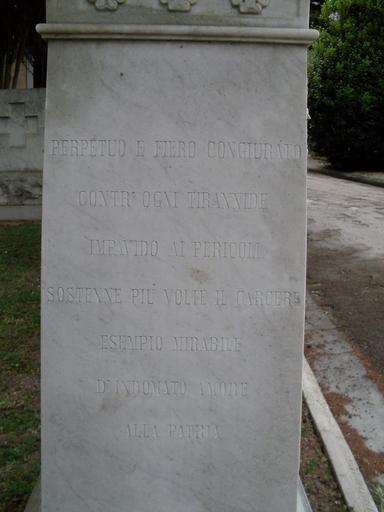 PERPETUO E FIERO CONGIURATO
CONTR' OGNI TIRANNIDE
IMPAVIDO AI PERICOLI
SOSTENNE PIU' VOLTE IL CARCERE
ESEMPIO MIRABILE
D' INDOMATO AMORE
ALLA PATRIA